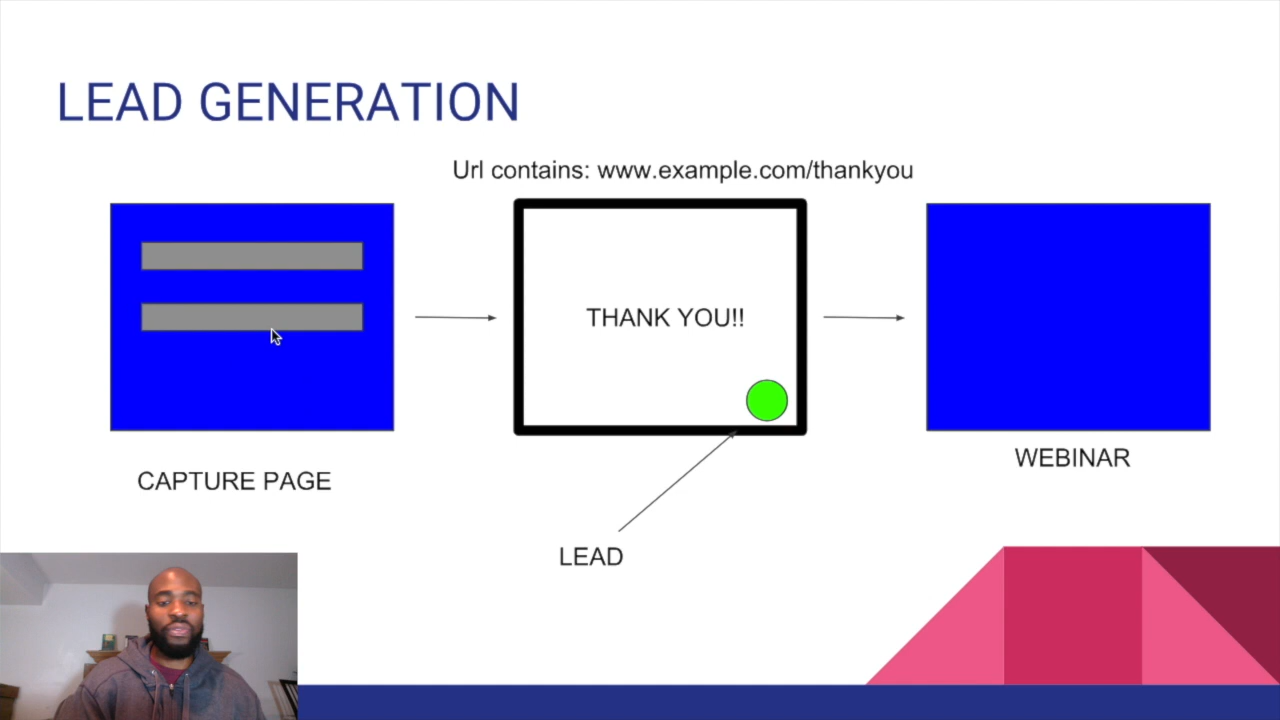 LEAD GENERATION
Url contains: www.example.com/thankyou
THANK YOU!!
CAPTURE PAGE
WEBINAR
LEAD